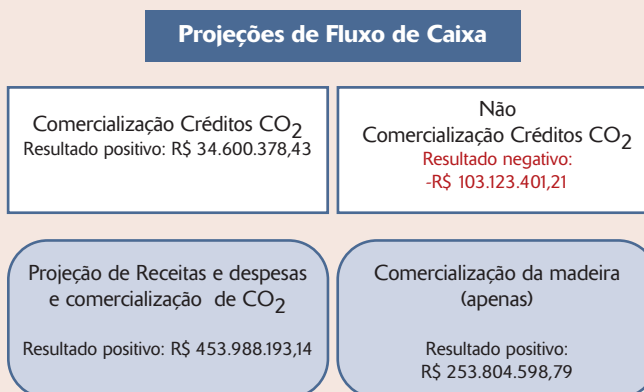 Projeções de Fluxo de Caixa
Comercialização Créditos CO2
Resultado positivo: R$ 34.600.378,43
Não
Comercialização Créditos CO2
Resultado negativo:
-R$ 103.123.401,21
Projeção de Receitas e despesas
e comercialização de CO2
Resultado positivo: R$ 453.988.193,14
Comercialização da madeira
(apenas)
Resultado positivo:
R$ 253.804.598,79